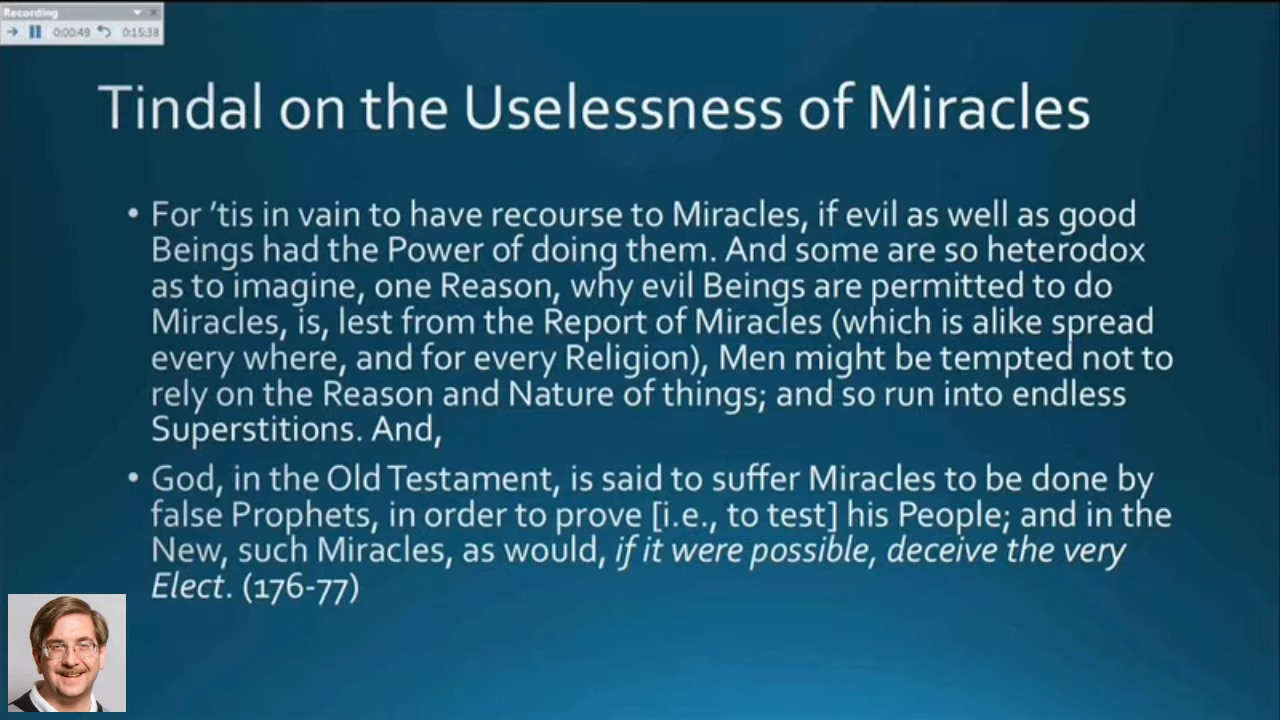 Recording
0:00:49 0:15:38
Tindal on the Uselessness of Miracles
• For ’tis in vain to have recourse to Miracles, if evil as well as good
Beings had the Power of doing them. And some are so heterodox
as to imagine, one Reason, why evil Beings are permitted to do
Miracles, is, lest from the Report of Miracles (which is alike spread
every where, and for every Religion), Men might be tempted not to
rely on the Reason and Nature of things; and so run into endless
Superstitions. And,
• God, in the Old Testament, is said to suffer Miracles to be done by
false Prophets, in order to prove [i.e., to test] his People; and in the
New, such Miracles, as would, if it were possible, deceive the very
Elect. (176-77)